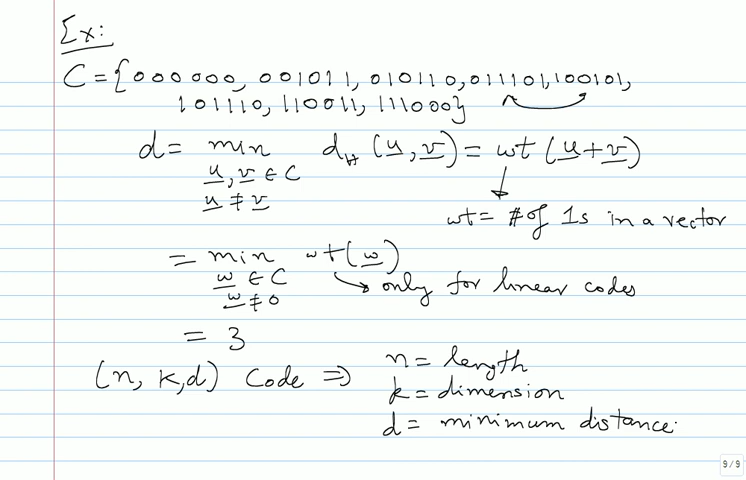 Ex:
C = {000000, 001011, 010110, 011101, 100101,
101110, 110011, 111000}
d = min d_H (u, v) = wt (u+v)
u, v ∈ C
u ≠ v
wt = # of 1s in a vector
= min wt(w)
w ∈ C → only for linear codes
w ≠ 0
= 3
(n, k, d) code ⇒ n = length
k = dimension
d = minimum distance.
9/9